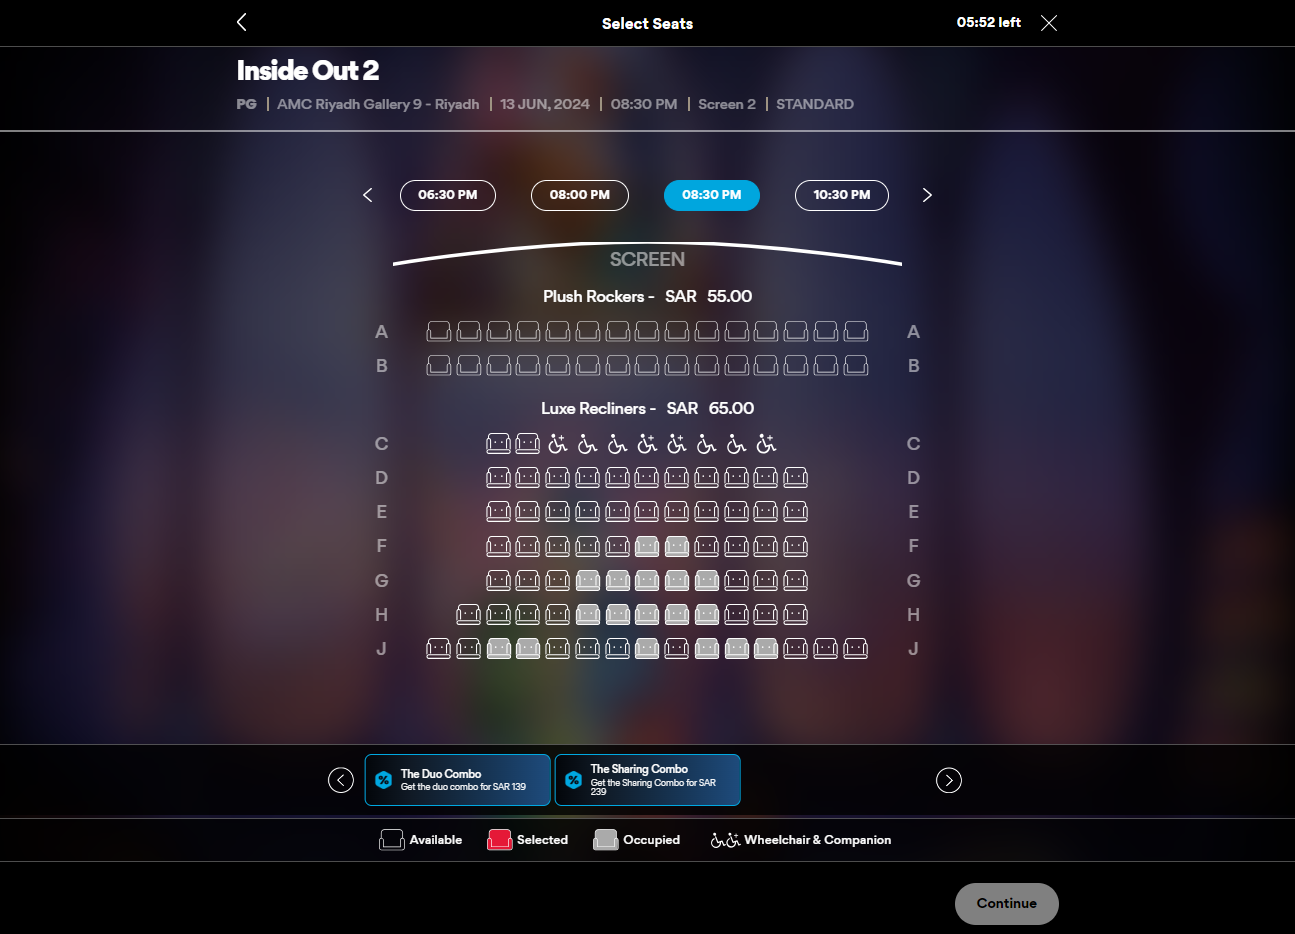 Select Seats
05:52 left
Inside Out 2
PG | AMC Riyadh Gallery 9 - Riyadh | 13 JUN, 2024 | 08:30 PM | Screen 2 | STANDARD
06:30 PM 08:00 PM 08:30 PM 10:30 PM
SCREEN
Plush Rockers - SAR 55.00
A A
B B
Luxe Recliners - SAR 65.00
C C
D D
E E
F F
G G
H H
J J
The Duo Combo
Get the duo combo for SAR 139
The Sharing Combo
Get the Sharing Combo for SAR
239
Available Selected Occupied Wheelchair & Companion
Continue